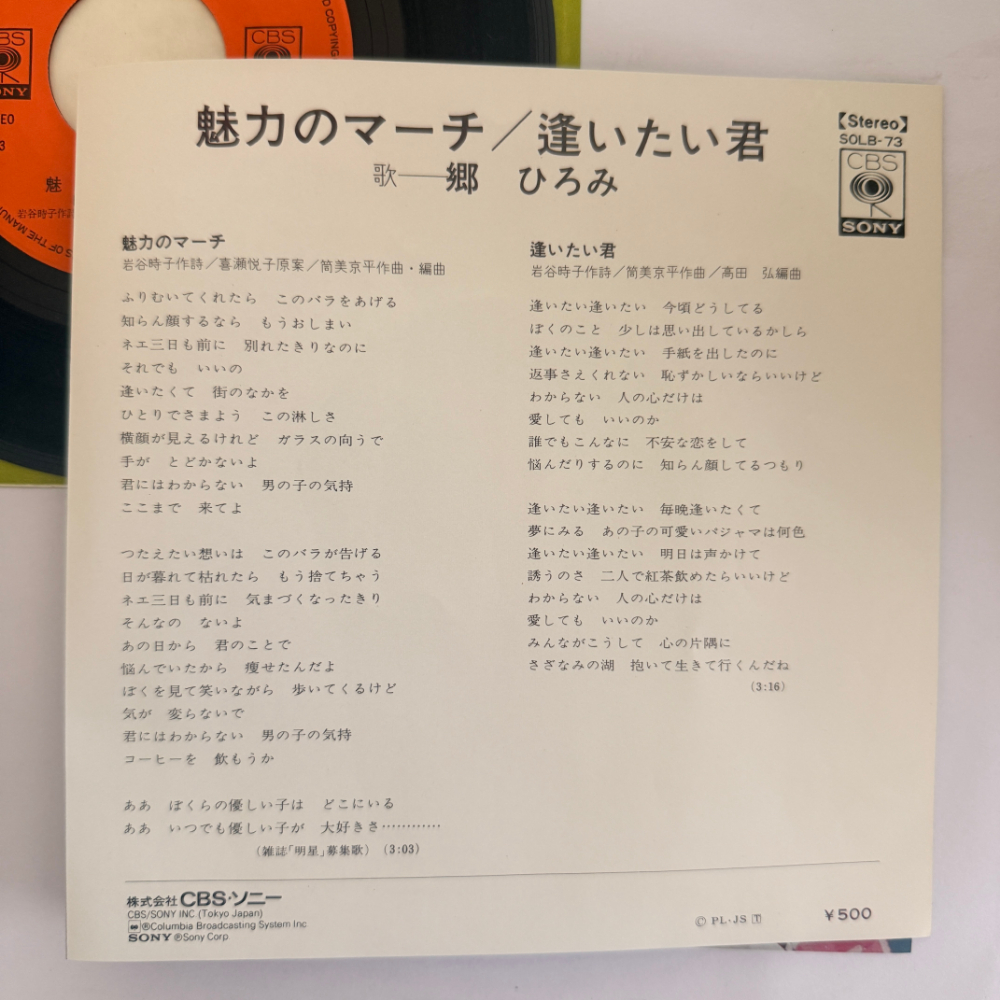 CBS
CBS
SONY
魅
岩谷時子作詩
魅力のマーチ／逢いたい君
歌──郷　ひろみ
【Stereo】
SOLB-73
CBS
SONY
魅力のマーチ
岩谷時子作詩／喜瀬悦子原案／筒美京平作曲・編曲
ふりむいてくれたら　このバラをあげる
知らん顔するなら　もうおしまい
ネエ三日も前に　別れたきりなのに
それでも　いいの
逢いたくて　街のなかを
ひとりでさまよう　この淋しさ
横顔が見えるけれど　ガラスの向うで
手が　とどかないよ
君にはわからない　男の子の気持
ここまで　来てよ
つたえたい想いは　このバラが告げる
日が暮れて枯れたら　もう捨てちゃう
ネエ三日も前に　気まづくなったきり
そんなの　ないよ
あの日から　君のことで
悩んでいたから　痩せたんだよ
ぼくを見て笑いながら　歩いてくるけど
気が　変らないで
君にはわからない　男の子の気持
コーヒーを　飲もうか
ああ　ぼくらの優しい子は　どこにいる
ああ　いつでも優しい子が　大好きさ…………
（雑誌「明星」募集歌）（3:03）
逢いたい君
岩谷時子作詩／筒美京平作曲／高田　弘編曲
逢いたい逢いたい　今頃どうしてる
ぼくのこと　少しは思い出しているかしら
逢いたい逢いたい　手紙を出したのに
返事さえくれない　恥ずかしいならいいけど
わからない　人の心だけは
愛しても　いいのか
誰でもこんなに　不安な恋をして
悩んだりするのに　知らん顔してるつもり
逢いたい逢いたい　毎晩逢いたくて
夢にみる　あの子の可愛いパジャマは何色
逢いたい逢いたい　明日は声かけて
誘うのさ　二人で紅茶飲めたらいいけど
わからない　人の心だけは
愛しても　いいのか
みんながこうして　心の片隅に
さざなみの湖　抱いて生きて行くんだね
（3:16）
株式会社CBS・ソニー
CBS/SONY INC. (Tokyo Japan)
®Columbia Broadcasting System Inc
SONY ®Sony Corp
© PL・JS Ⓣ
￥500